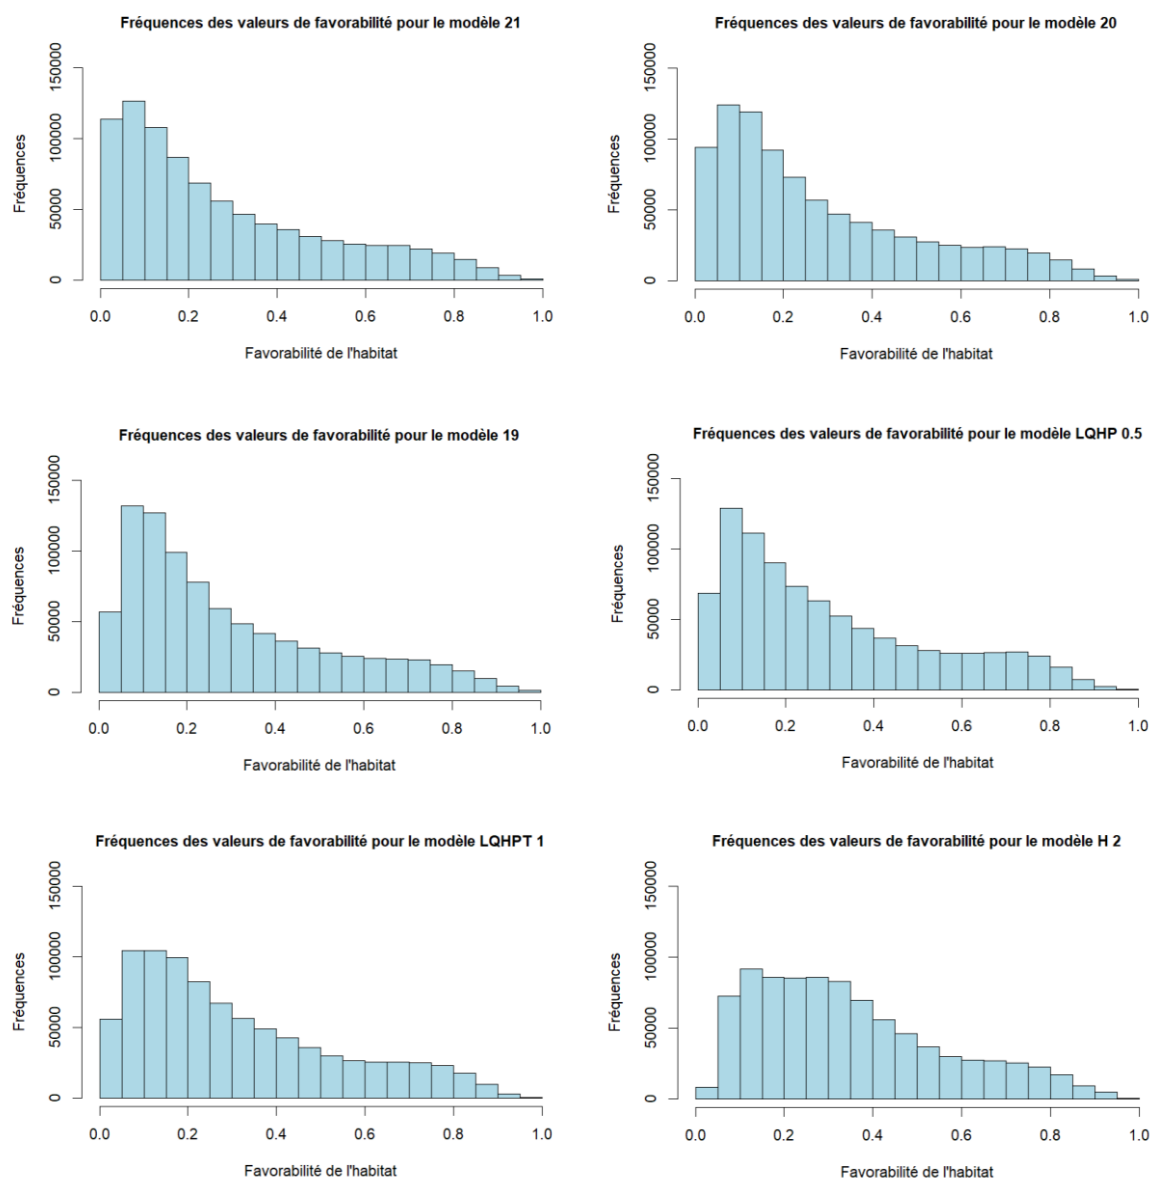 Fréquences des valeurs de favorabilité pour le modèle 21
Fréquences
150000
100000
50000
0
0.0 0.2 0.4 0.6 0.8 1.0
Favorabilité de l'habitat
Fréquences des valeurs de favorabilité pour le modèle 20
Fréquences
150000
100000
50000
0
0.0 0.2 0.4 0.6 0.8 1.0
Favorabilité de l'habitat
Fréquences des valeurs de favorabilité pour le modèle 19
Fréquences
150000
100000
50000
0
0.0 0.2 0.4 0.6 0.8 1.0
Favorabilité de l'habitat
Fréquences des valeurs de favorabilité pour le modèle LQHP 0.5
Fréquences
150000
100000
50000
0
0.0 0.2 0.4 0.6 0.8 1.0
Favorabilité de l'habitat
Fréquences des valeurs de favorabilité pour le modèle LQHPT 1
Fréquences
150000
100000
50000
0
0.0 0.2 0.4 0.6 0.8 1.0
Favorabilité de l'habitat
Fréquences des valeurs de favorabilité pour le modèle H 2
Fréquences
150000
100000
50000
0
0.0 0.2 0.4 0.6 0.8 1.0
Favorabilité de l'habitat